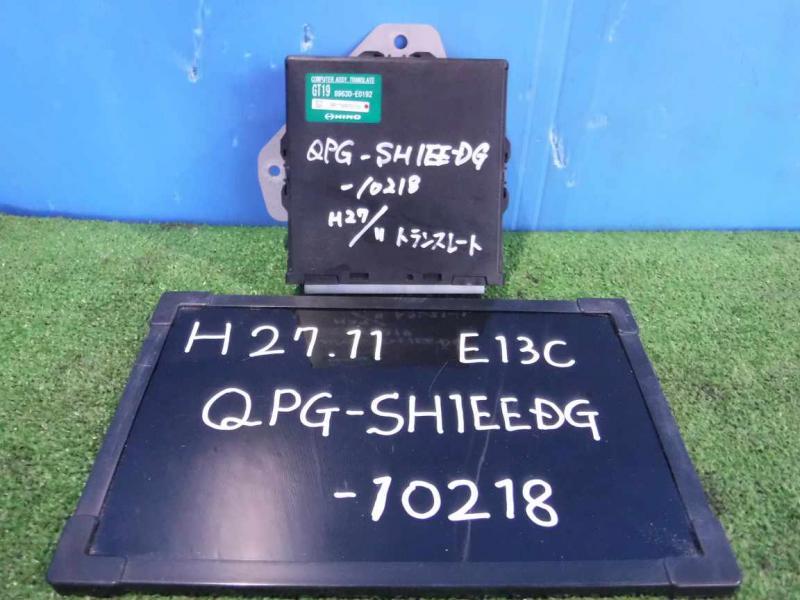 COMPUTER ASSY, TRANSLATE
GT19 89630-E0192
HINO
QPG-SH1EEDG
-10218
H27/11 トランスレート
H27.11 E13C
QPG-SH1EEDG
-10218